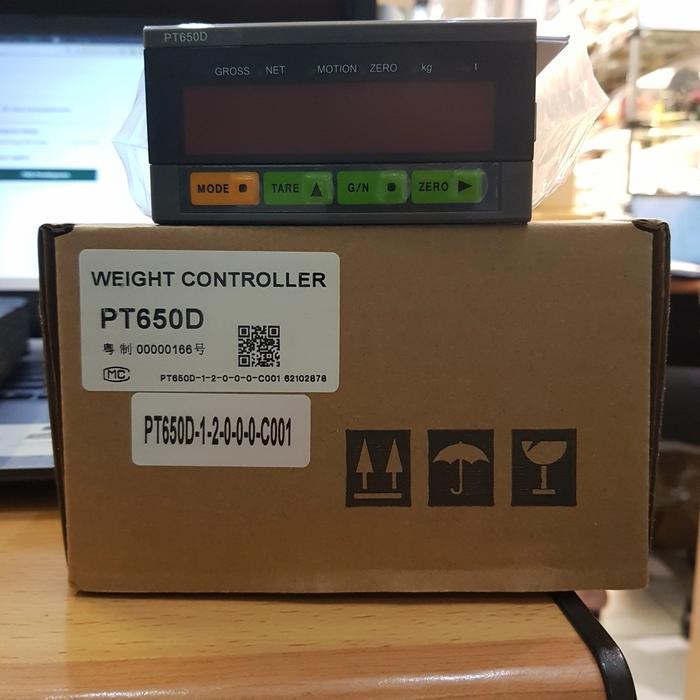 PT650D
GROSS NET MOTION ZERO kg t
MODE TARE G/N ZERO
WEIGHT CONTROLLER
PT650D
粤 制 00000166号
MC
PT650D-1-2-0-0-0-C001 62102878
PT650D-1-2-0-0-0-C001